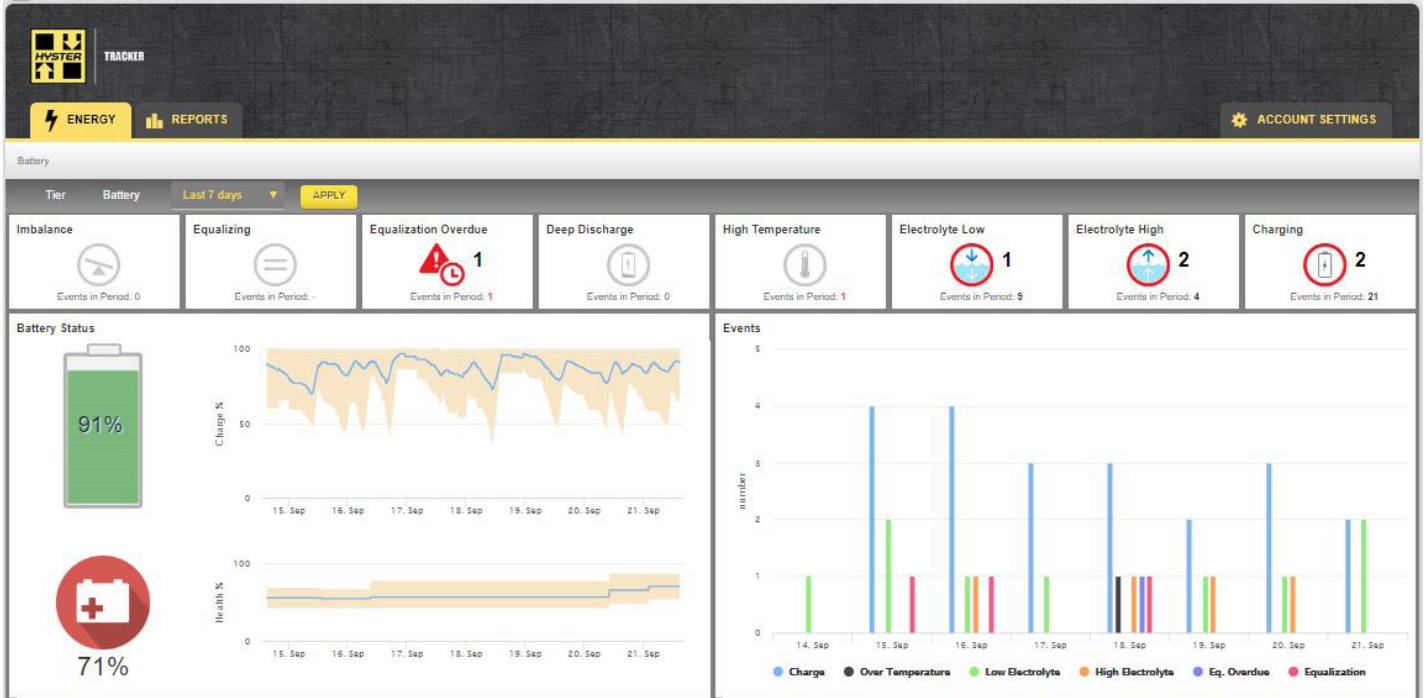 HYSTER
TRACKER
ENERGY
REPORTS
ACCOUNT SETTINGS
Battery
Tier Battery Last 7 days ▼ APPLY
Imbalance
Events in Period: 0
Equalizing
Events in Period: -
Equalization Overdue
1
Events in Period: 1
Deep Discharge
Events in Period: 0
High Temperature
Events in Period: 1
Electrolyte Low
1
Events in Period: 9
Electrolyte High
2
Events in Period: 4
Charging
2
Events in Period: 21
Battery Status
91%
100
50
0
Charge %
15. Sep 16. Sep 17. Sep 18. Sep 19. Sep 20. Sep 21. Sep
71%
100
0
Health %
15. Sep 16. Sep 17. Sep 18. Sep 19. Sep 20. Sep 21. Sep
Events
5
4
3
2
1
0
number
14. Sep 15. Sep 16. Sep 17. Sep 18. Sep 19. Sep 20. Sep 21. Sep
Charge Over Temperature Low Electrolyte High Electrolyte Eq. Overdue Equalization